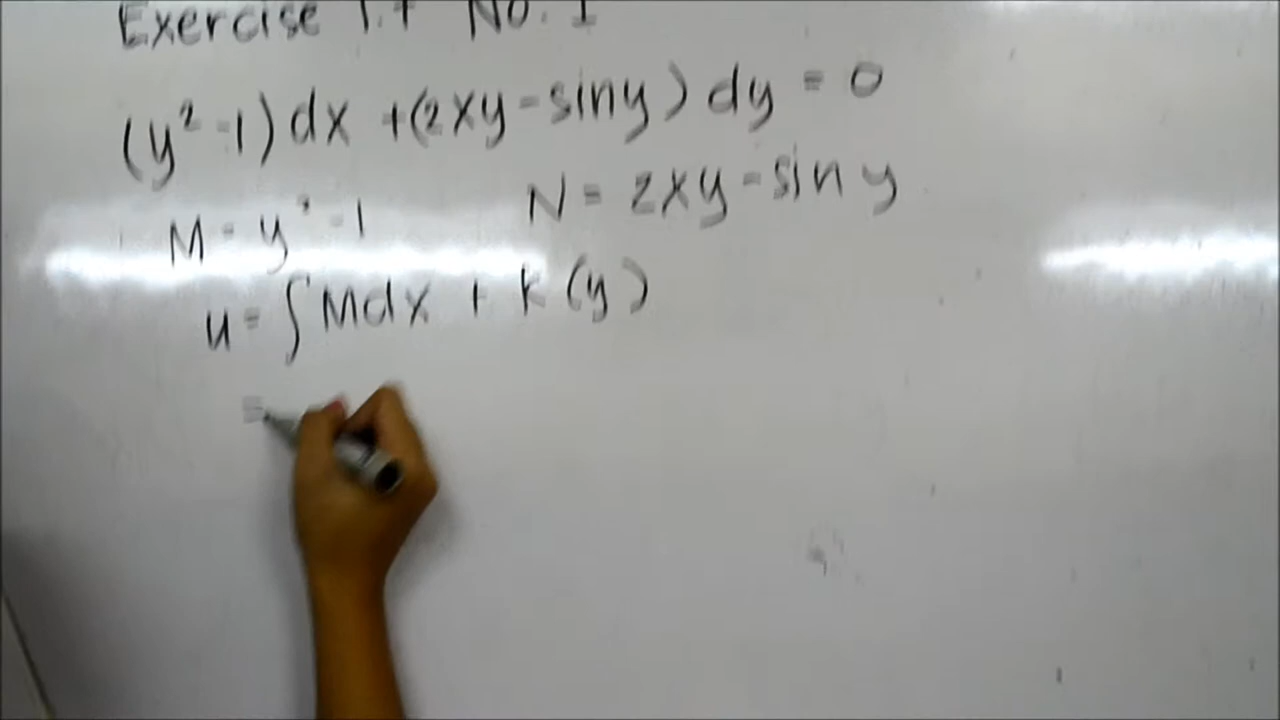 Exercise 1.4 No. 1
(y² - 1) dx + (2xy - sin y) dy = 0
M = y² - 1 N = 2xy - sin y
u = ∫ M dx + k (y)
=